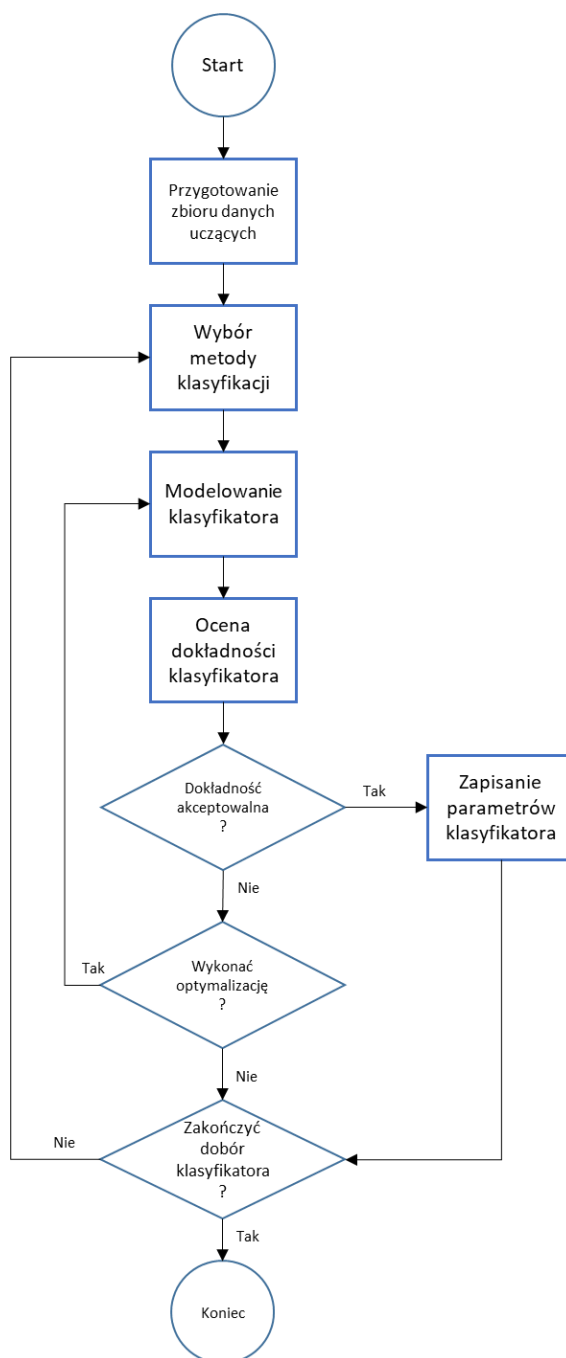 Start
Przygotowanie
zbioru danych
uczących
Wybór
metody
klasyfikacji
Modelowanie
klasyfikatora
Ocena
dokładności
klasyfikatora
Dokładność
akceptowalna
?
Tak
Zapisanie
parametrów
klasyfikatora
Nie
Wykonać
optymalizację
?
Tak
Nie
Zakończyć
dobór
klasyfikatora
?
Nie
Tak
Koniec